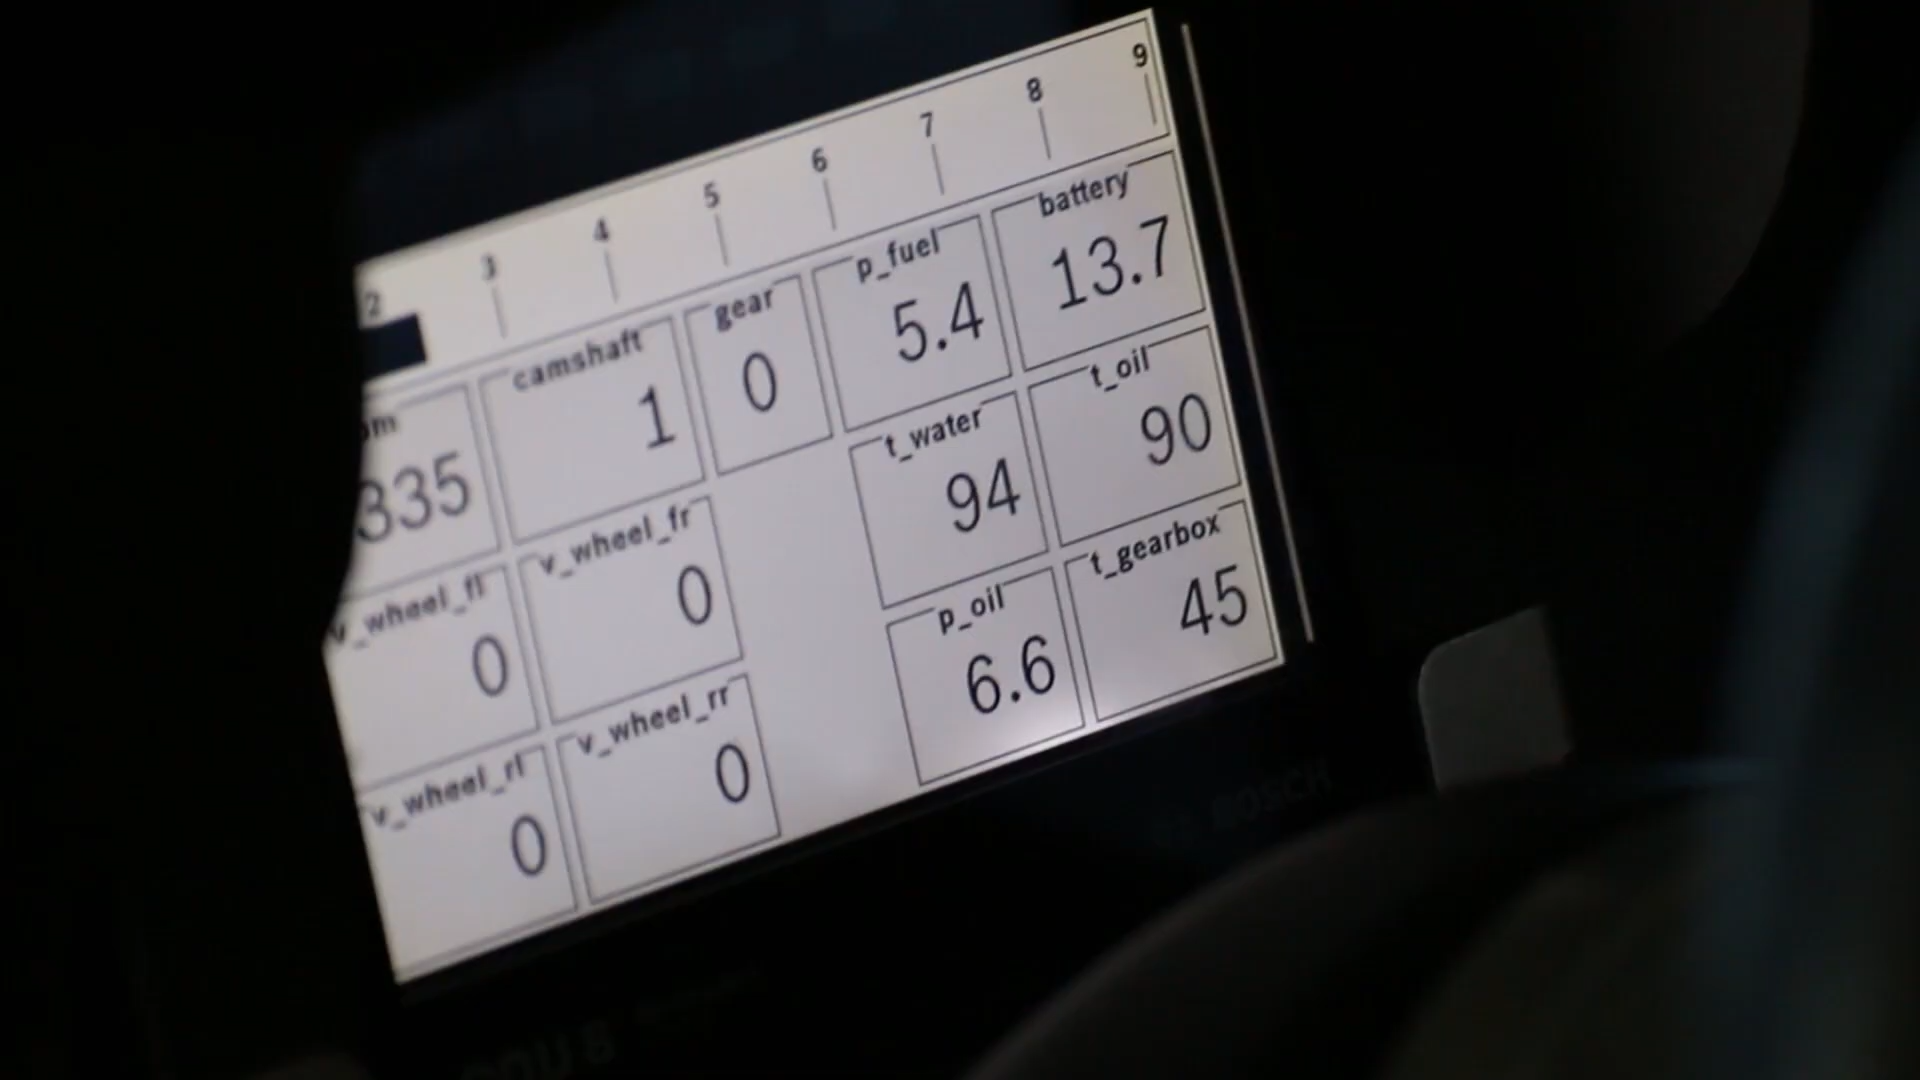 2 3 4 5 6 7 8 9
camshaft gear p_fuel battery
335 1 0 5.4 13.7
v_wheel_fl v_wheel_fr t_water t_oil
0 0 94 90
v_wheel_rl v_wheel_rr p_oil t_gearbox
0 0 6.6 45
BOSCH